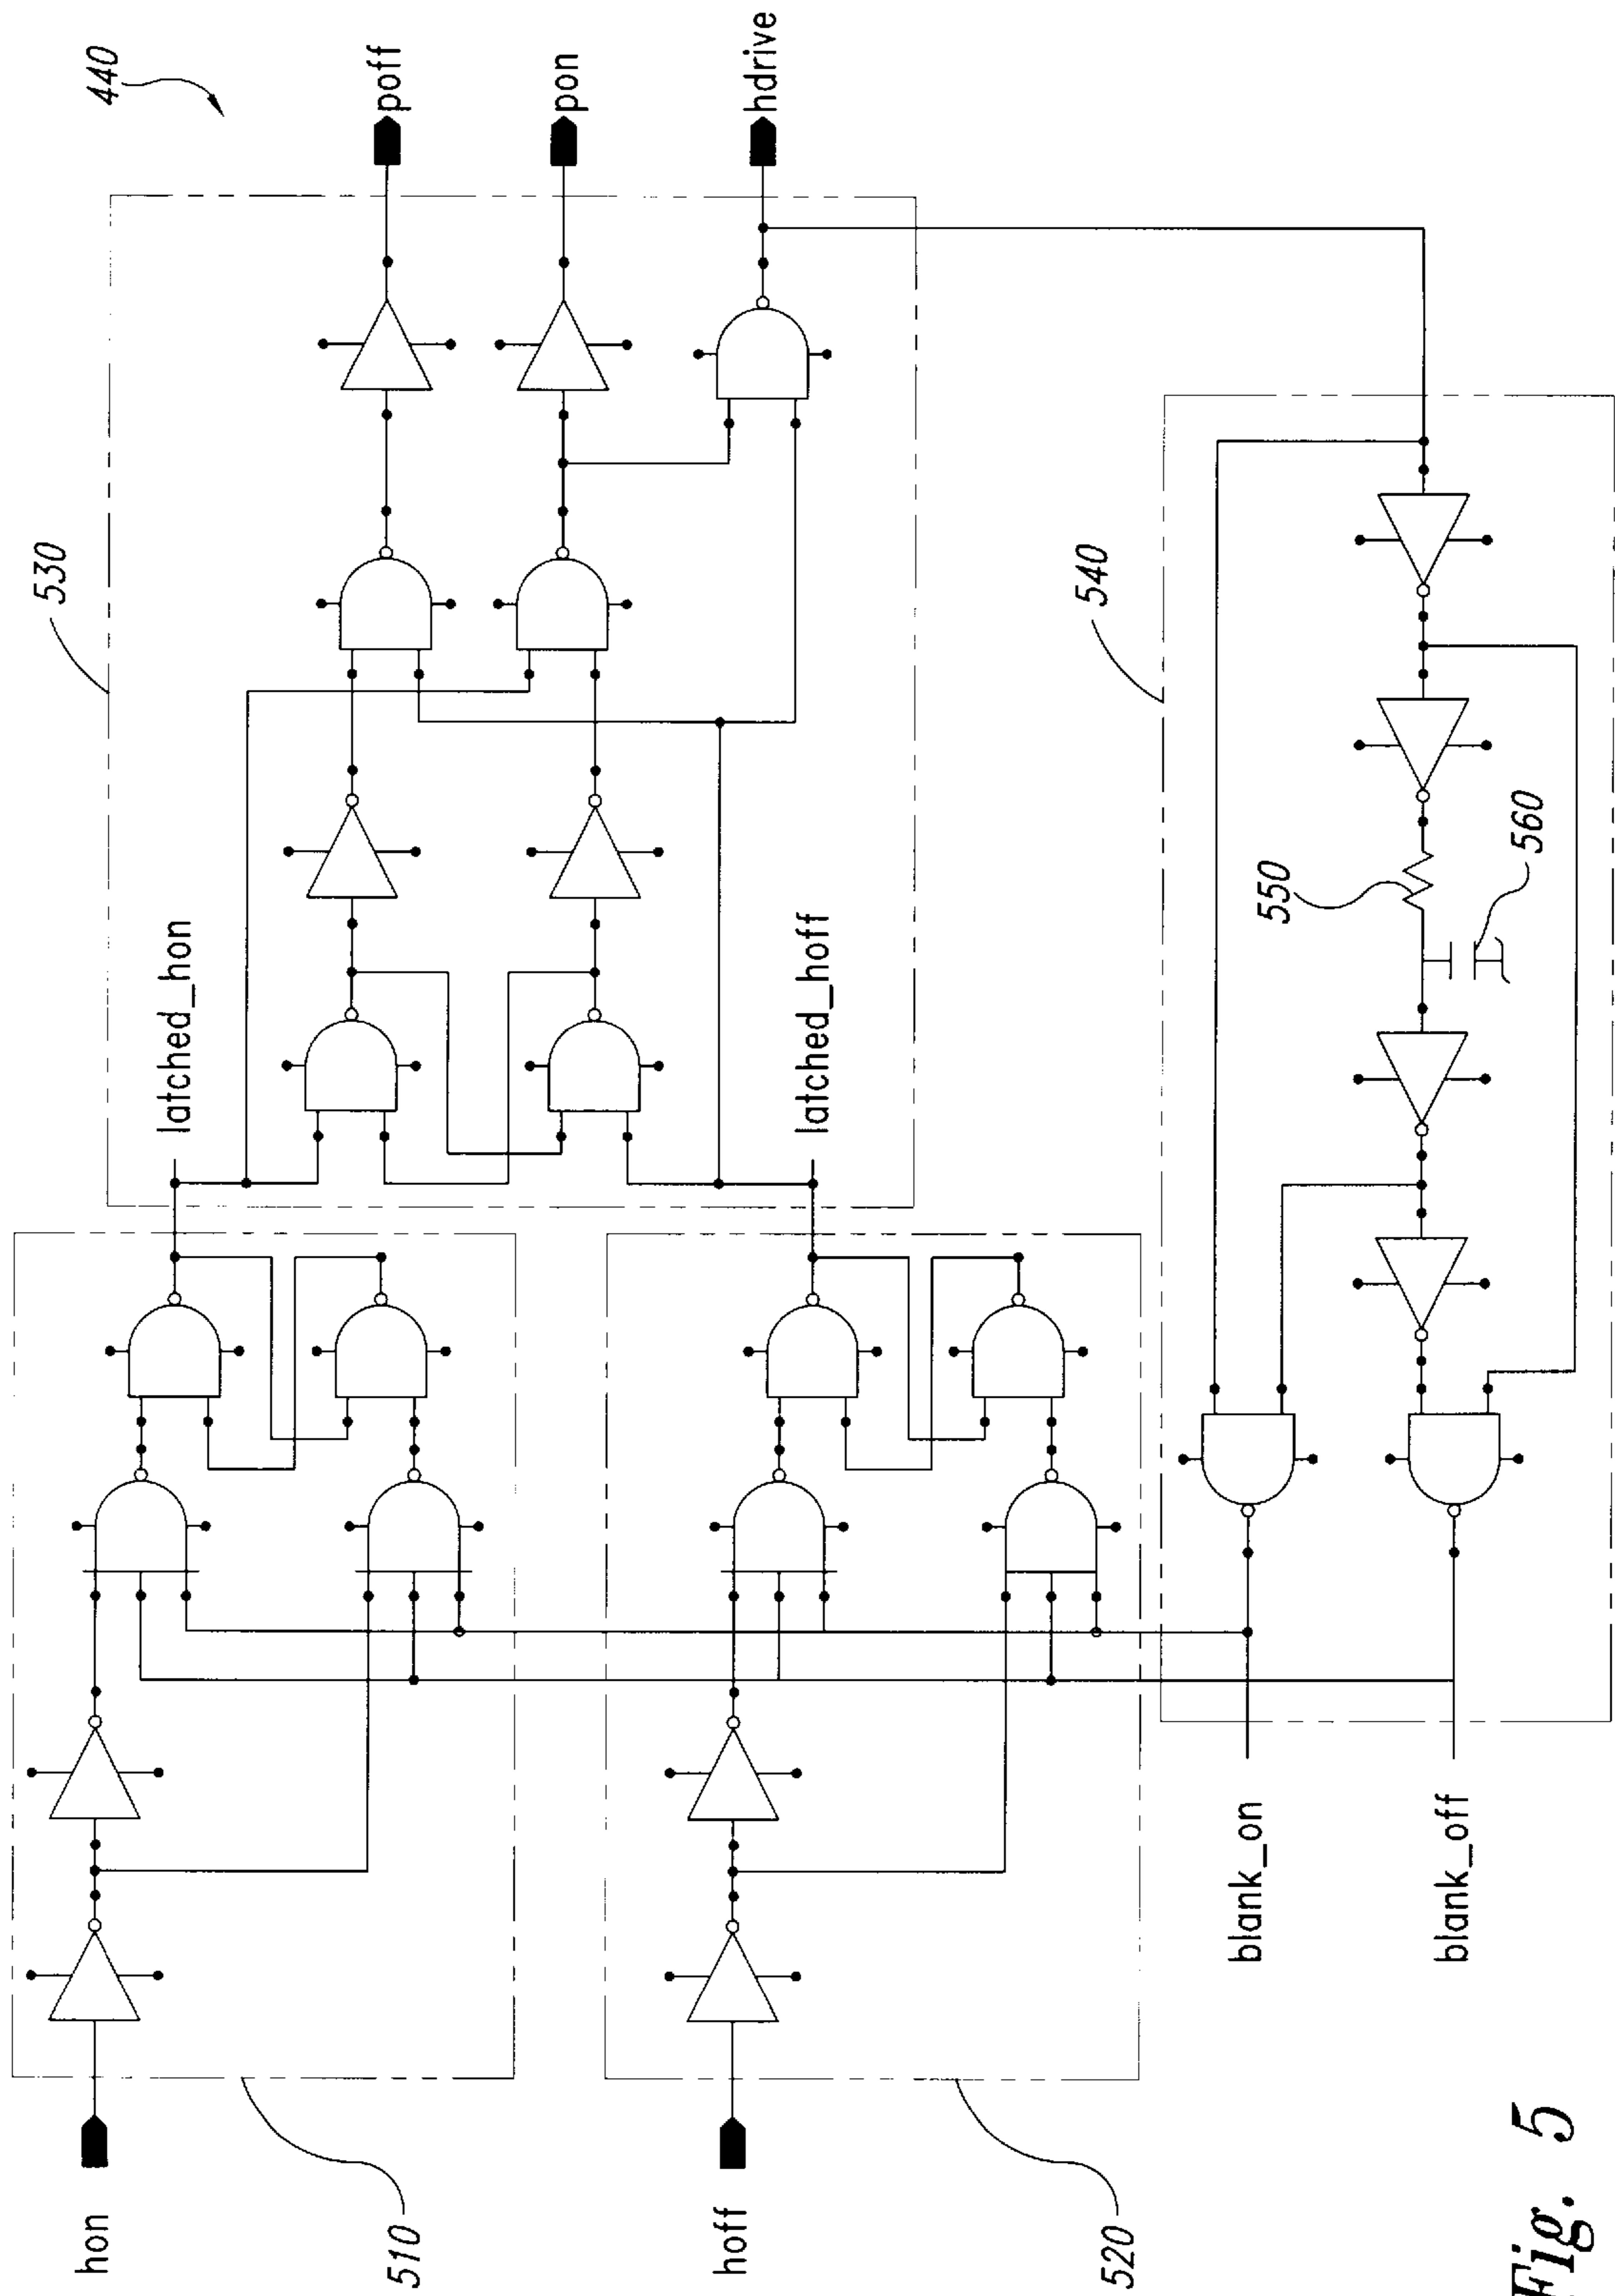 440
poff
pon
hdrive
530
540
latched_hon
latched_hoff
550
560
hon
510
hoff
520
blank_on
blank_off
Fig. 5